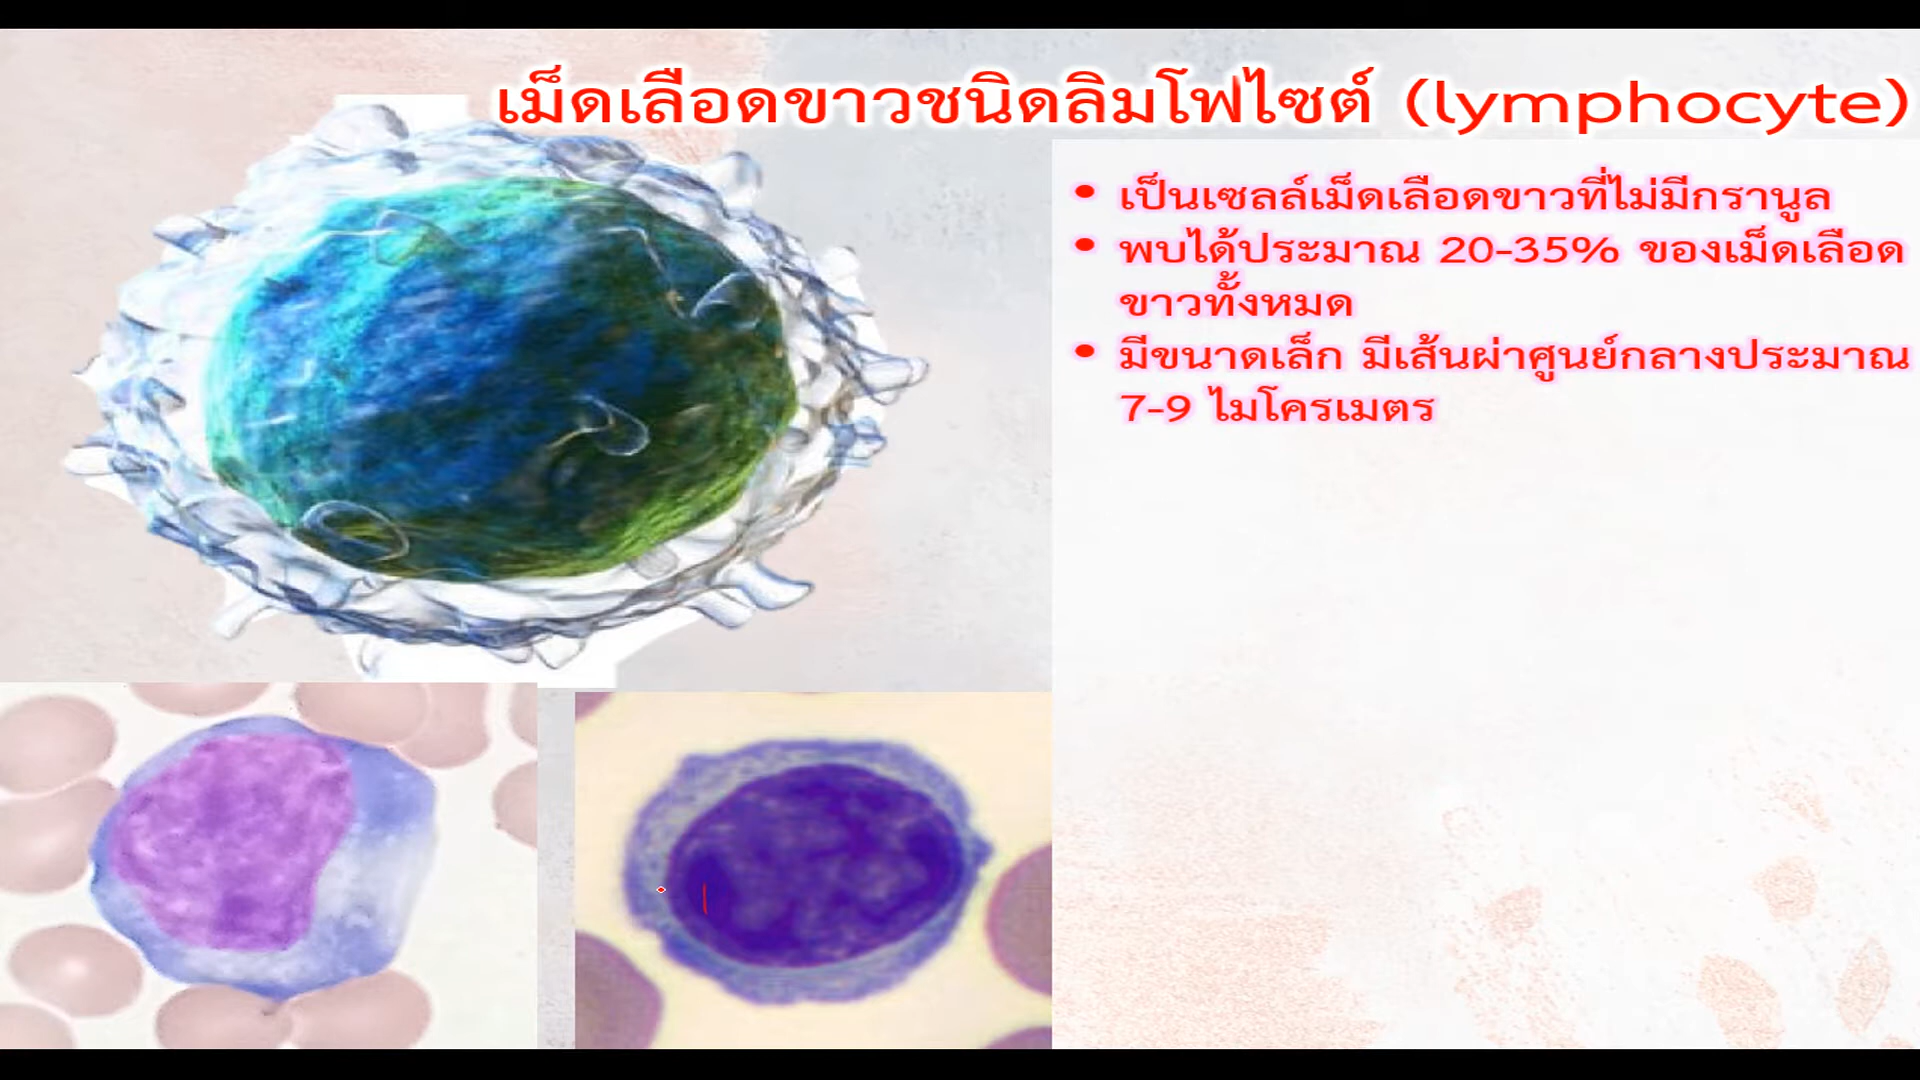 เม็ดเลือดขาวชนิดลิมโฟไซต์ (lymphocyte)
• เป็นเซลล์เม็ดเลือดขาวที่ไม่มีกรานูล
• พบได้ประมาณ 20-35% ของเม็ดเลือด
ขาวทั้งหมด
• มีขนาดเล็ก มีเส้นผ่าศูนย์กลางประมาณ
7-9 ไมโครเมตร